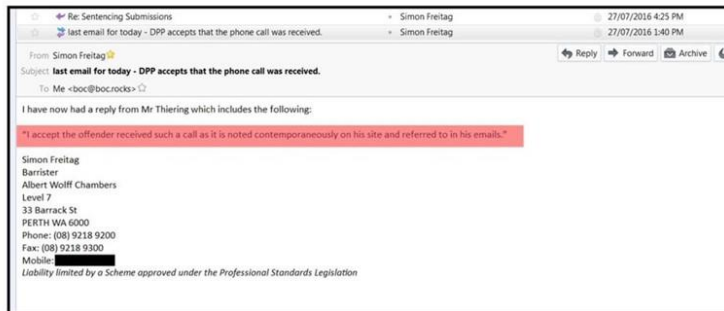 Re: Sentencing Submissions • Simon Freitag 27/07/2016 4:25 PM
last email for today - DPP accepts that the phone call was received. • Simon Freitag 27/07/2016 1:40 PM
From Simon Freitag Reply Forward Archive
Subject last email for today - DPP accepts that the phone call was received.
To Me <boc@boc.rocks>
I have now had a reply from Mr Thiering which includes the following:
"I accept the offender received such a call as it is noted contemporaneously on his site and referred to in his emails."
Simon Freitag
Barrister
Albert Wolff Chambers
Level 7
33 Barrack St
PERTH WA 6000
Phone: (08) 9218 9200
Fax: (08) 9218 9300
Mobile:
Liability limited by a Scheme approved under the Professional Standards Legislation